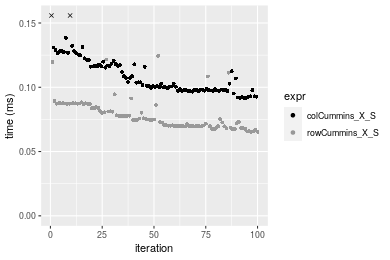 0.15
0.10
0.05
0.00
time (ms)
0
25
50
75
100
iteration
expr
colCummins_X_S
rowCummins_X_S